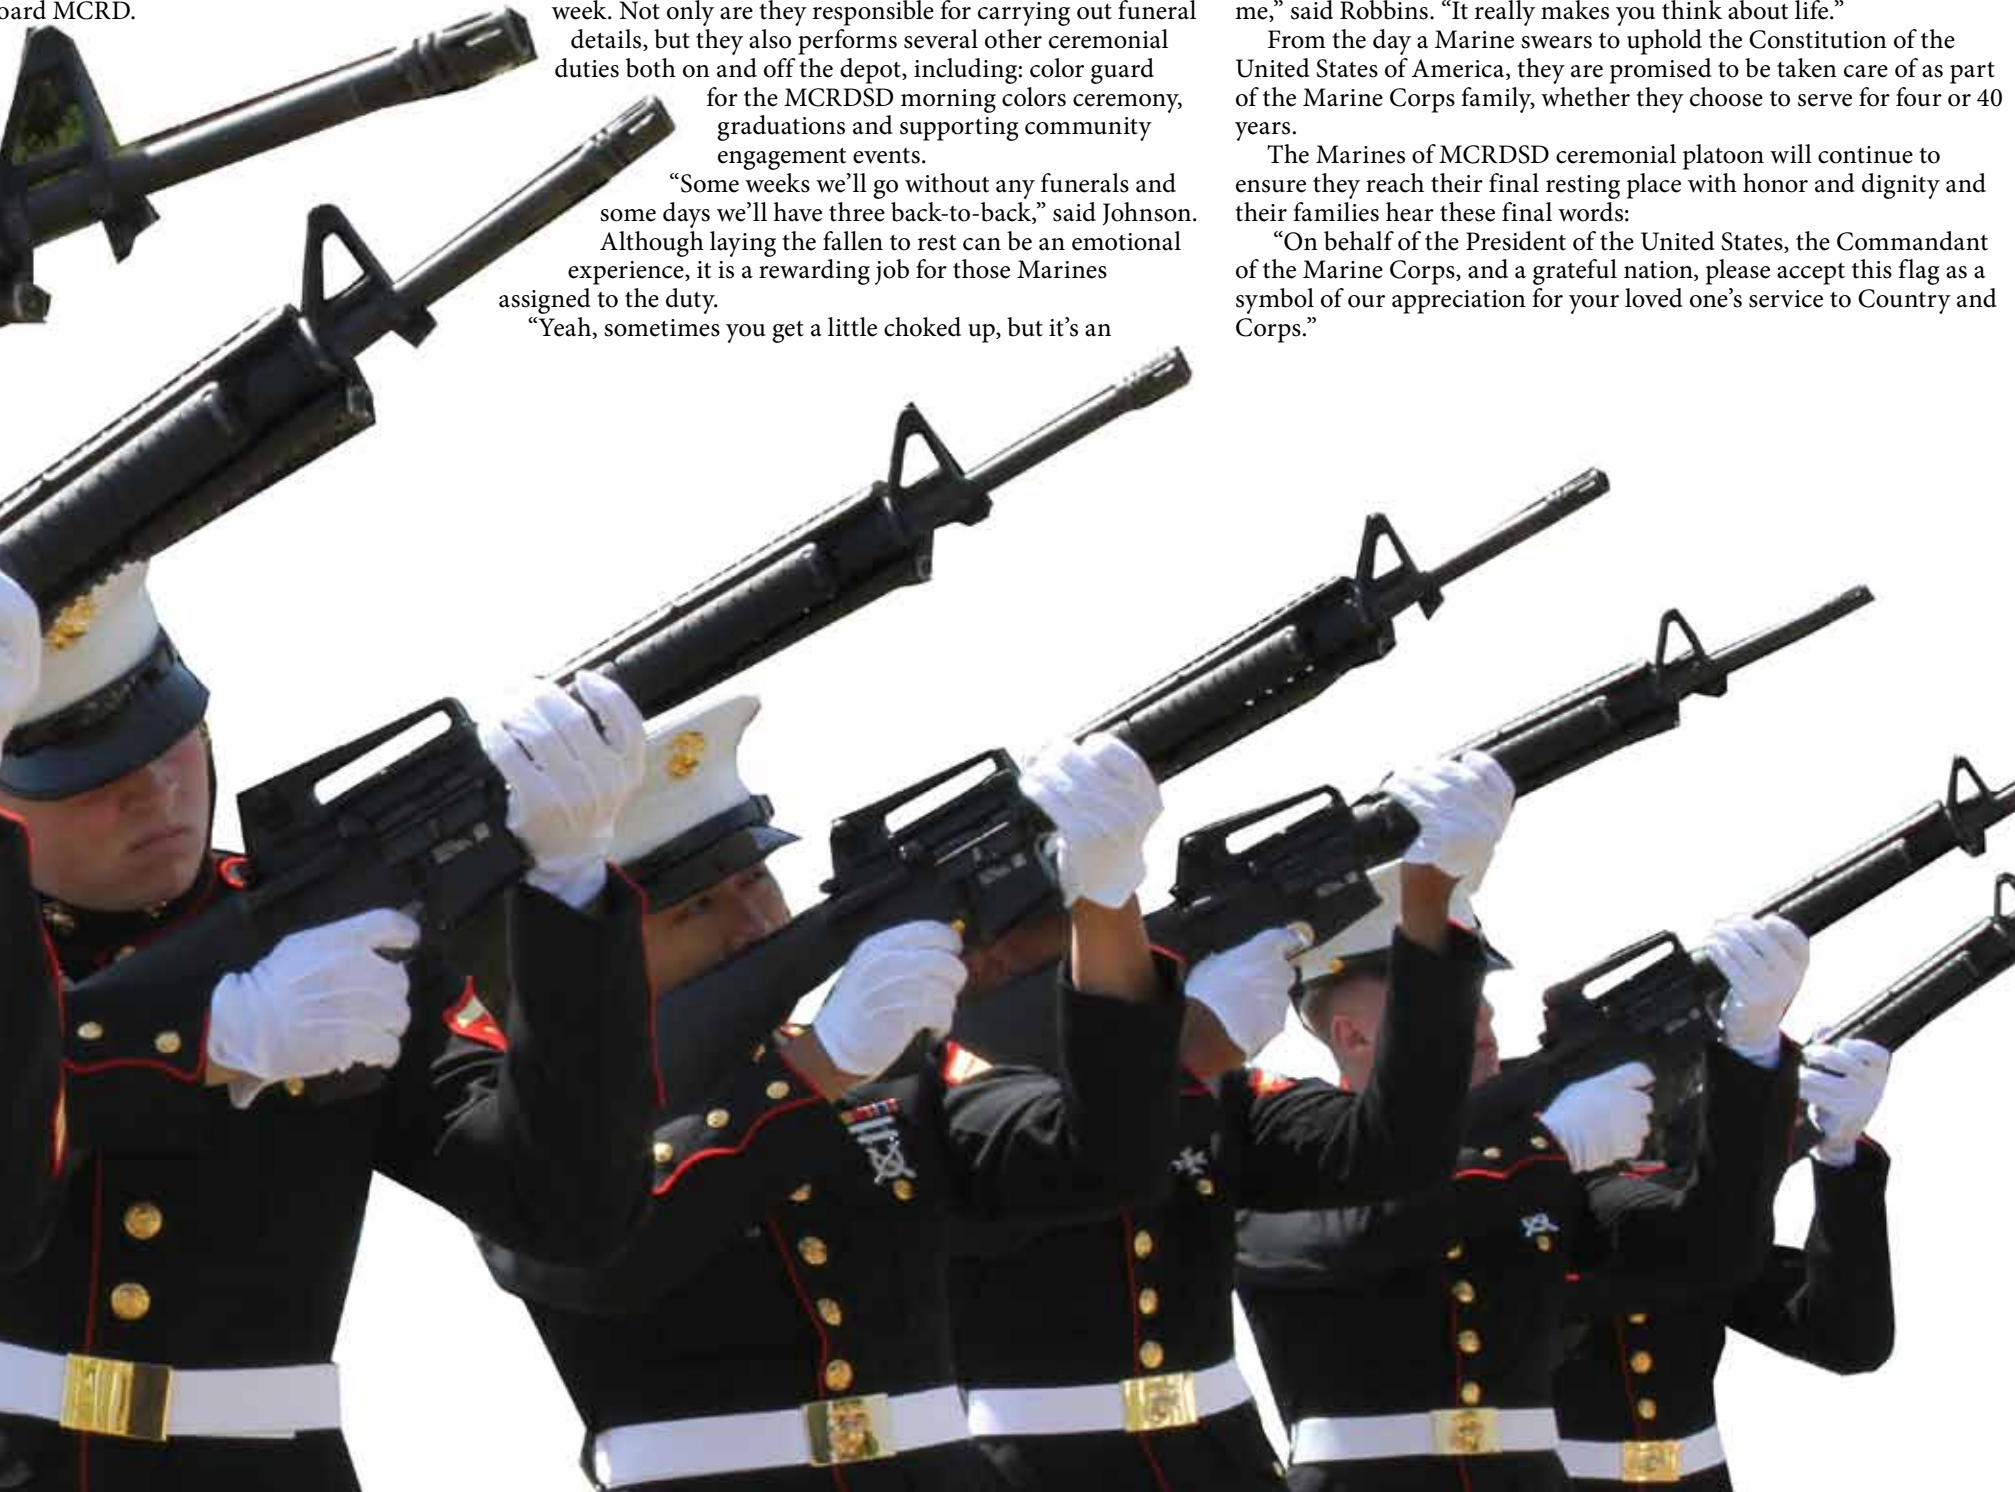 oard MCRD.
week. Not only are they responsible for carrying out funeral
details, but they also performs several other ceremonial
duties both on and off the depot, including: color guard
for the MCRDSD morning colors ceremony,
graduations and supporting community
engagement events.
“Some weeks we’ll go without any funerals and
some days we’ll have three back-to-back,” said Johnson.
Although laying the fallen to rest can be an emotional
experience, it is a rewarding job for those Marines
assigned to the duty.
“Yeah, sometimes you get a little choked up, but it’s an
me,” said Robbins. “It really makes you think about life.”
From the day a Marine swears to uphold the Constitution of the
United States of America, they are promised to be taken care of as part
of the Marine Corps family, whether they choose to serve for four or 40
years.
The Marines of MCRDSD ceremonial platoon will continue to
ensure they reach their final resting place with honor and dignity and
their families hear these final words:
“On behalf of the President of the United States, the Commandant
of the Marine Corps, and a grateful nation, please accept this flag as a
symbol of our appreciation for your loved one’s service to Country and
Corps.”